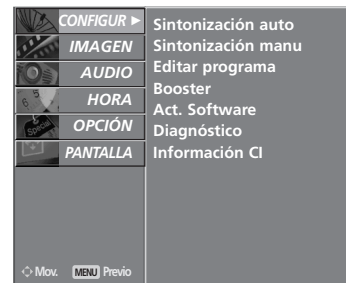 CONFIGUR ►
IMAGEN
AUDIO
HORA
OPCIÓN
PANTALLA
Sintonización auto
Sintonización manu
Editar programa
Booster
Act. Software
Diagnóstico
Información CI
Mov. MENU Previo